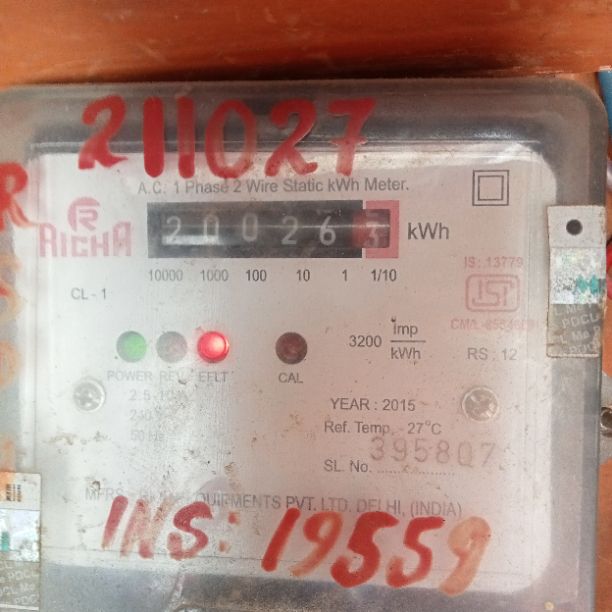 211027
A.C. 1 Phase 2 Wire Static kWh Meter.
R
RICHA
200263 kWh
10000 1000 100 10 1 1/10
IS : 13779
ISI
CL - 1
3200 imp
kWh
RS : 12
POWER REV. EFLT CAL
YEAR : 2015
Ref. Temp. 27°C
395807
SL. No.
PVT. LTD. DELHI, (INDIA)
INS: 19559